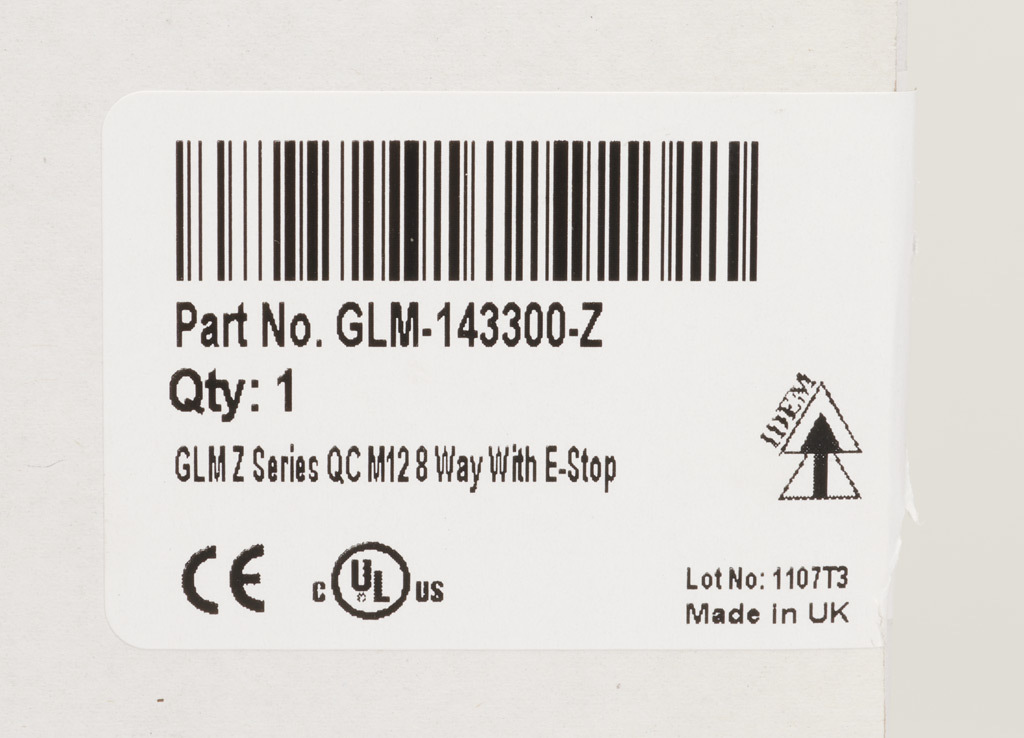 Part No. GLM-143300-Z
Qty: 1
GLM Z Series QC M12 8 Way With E-Stop
IDEM
CE
C UL US
Lot No: 1107T3
Made In UK